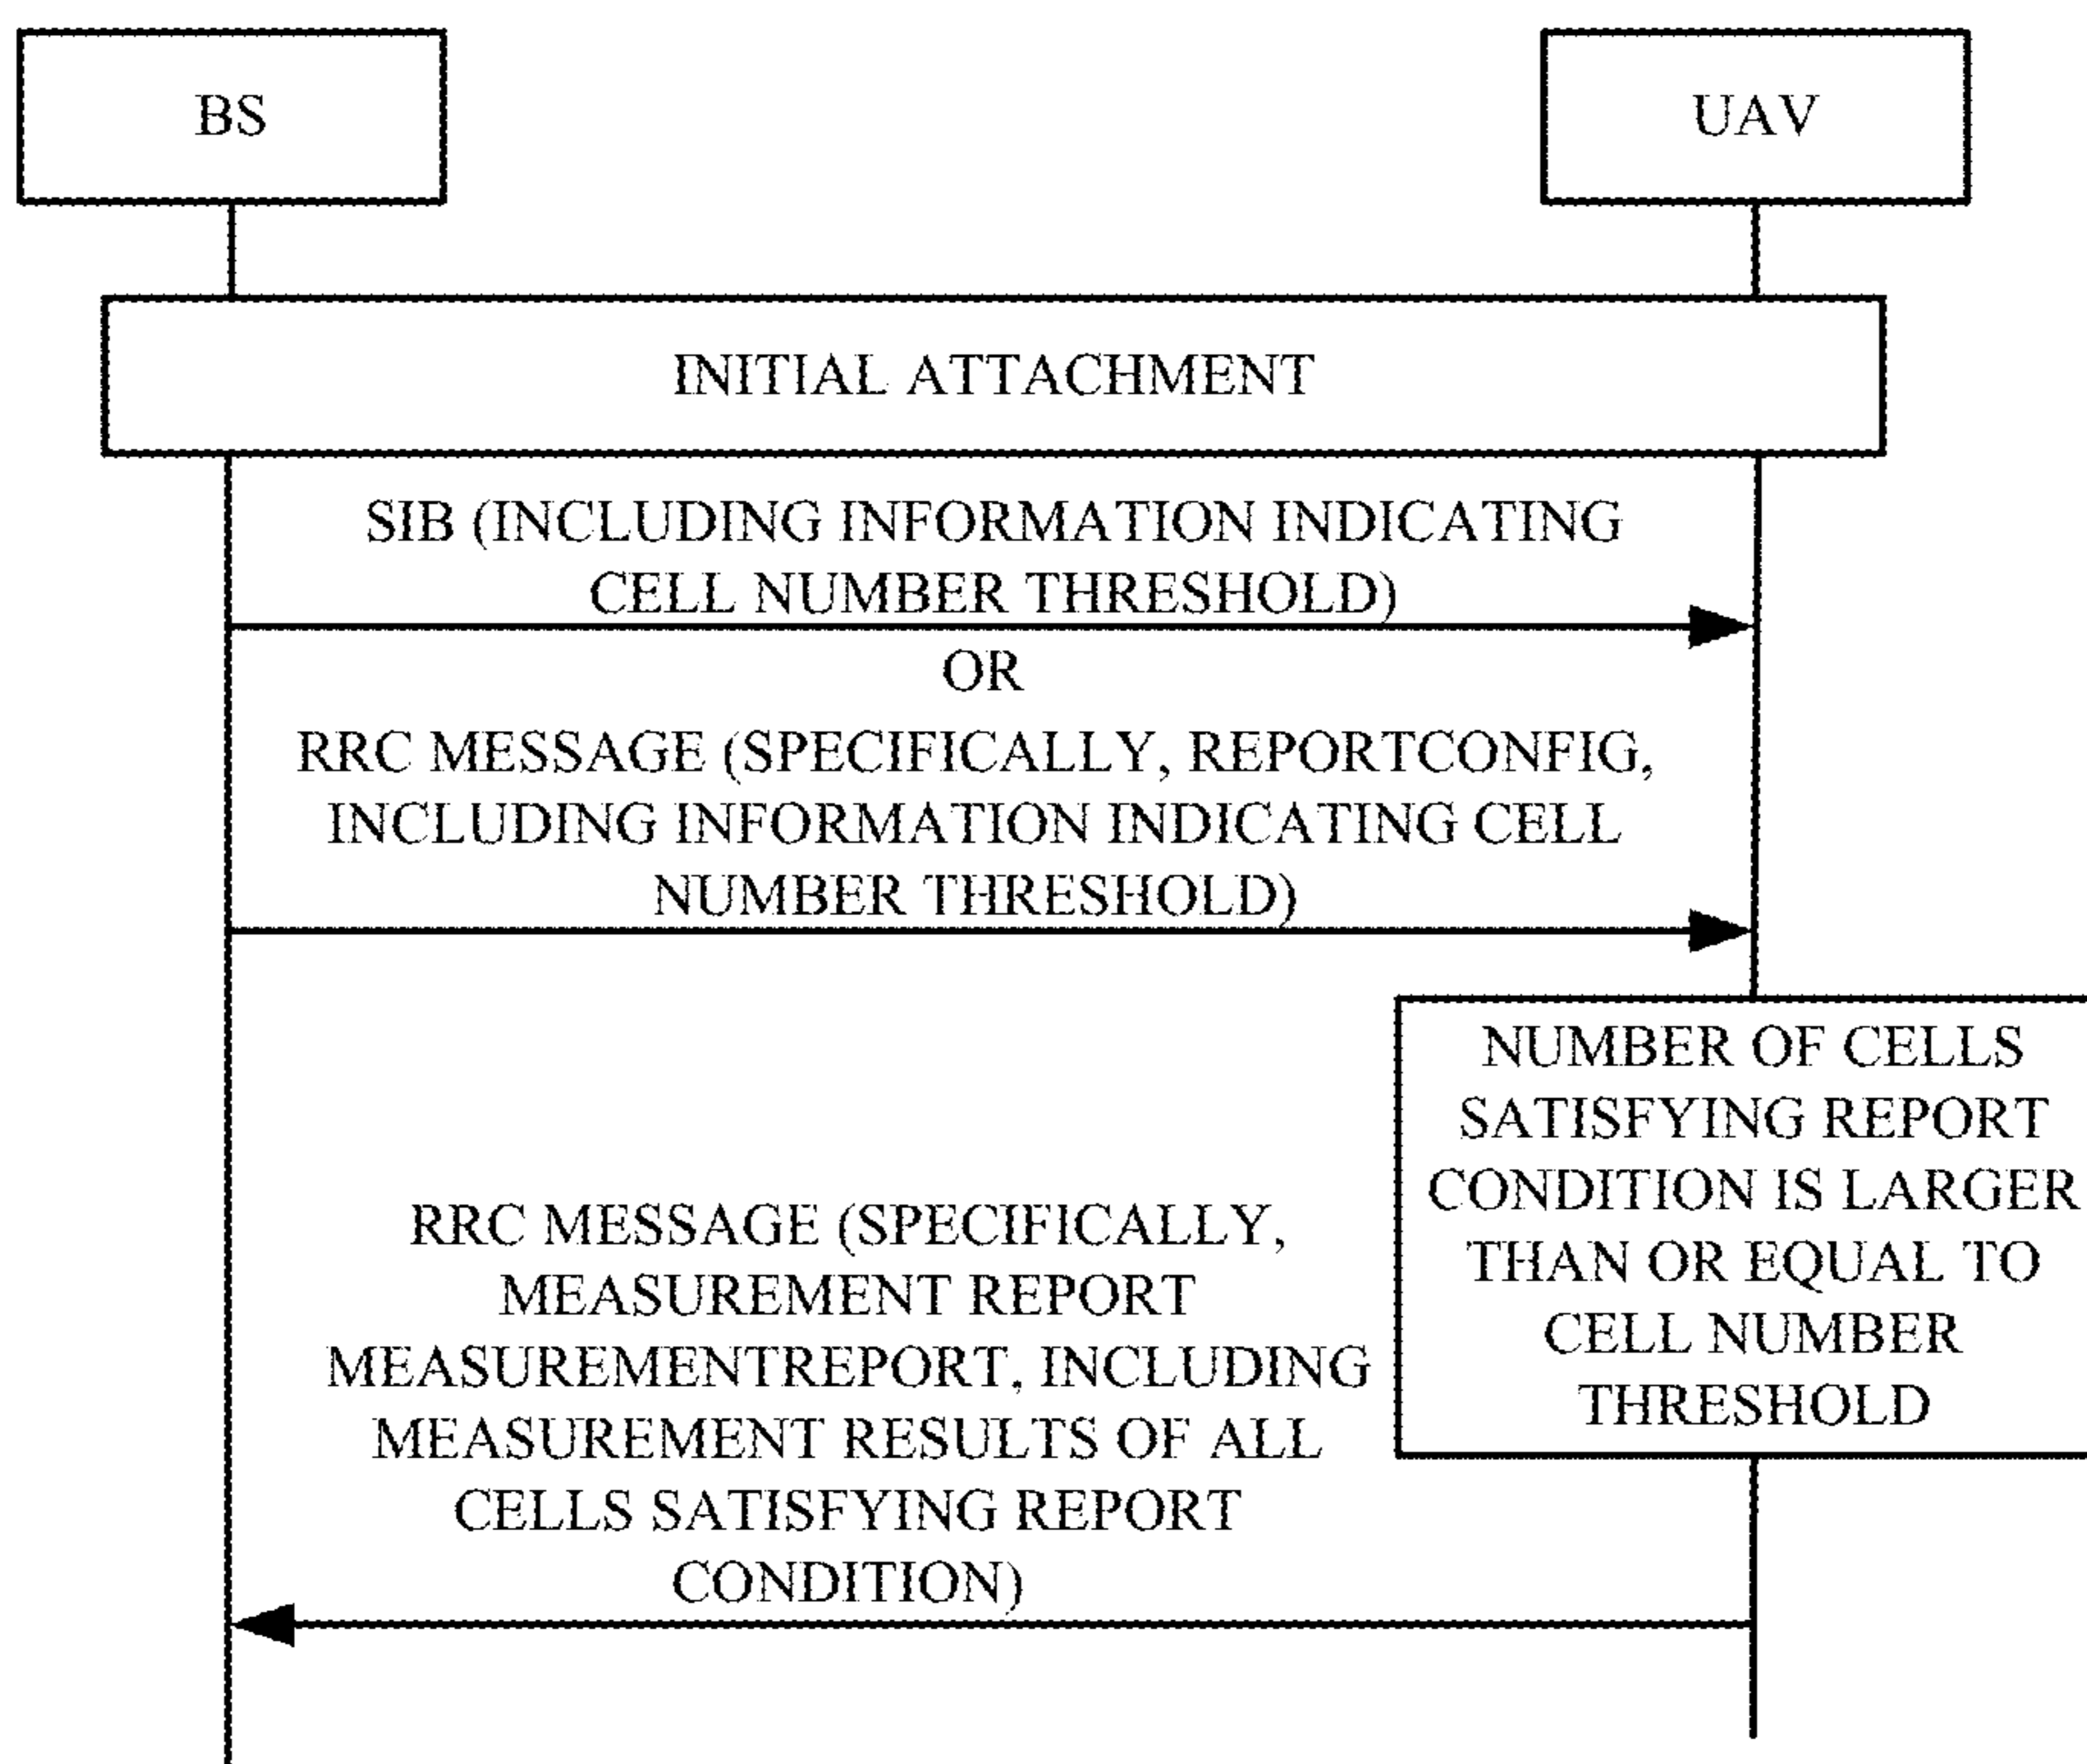 BS
UAV
INITIAL ATTACHMENT
SIB (INCLUDING INFORMATION INDICATING
CELL NUMBER THRESHOLD)
OR
RRC MESSAGE (SPECIFICALLY, REPORTCONFIG,
INCLUDING INFORMATION INDICATING CELL
NUMBER THRESHOLD)
NUMBER OF CELLS
SATISFYING REPORT
CONDITION IS LARGER
THAN OR EQUAL TO
CELL NUMBER
THRESHOLD
RRC MESSAGE (SPECIFICALLY,
MEASUREMENT REPORT
MEASUREMENTREPORT, INCLUDING
MEASUREMENT RESULTS OF ALL
CELLS SATISFYING REPORT
CONDITION)